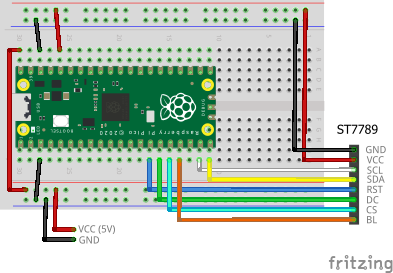 Raspberry Pi Pico ©2020
BOOTSEL
ST7789
GND
VCC
SCL
SDA
RST
DC
CS
BL
VCC (5V)
GND
fritzing